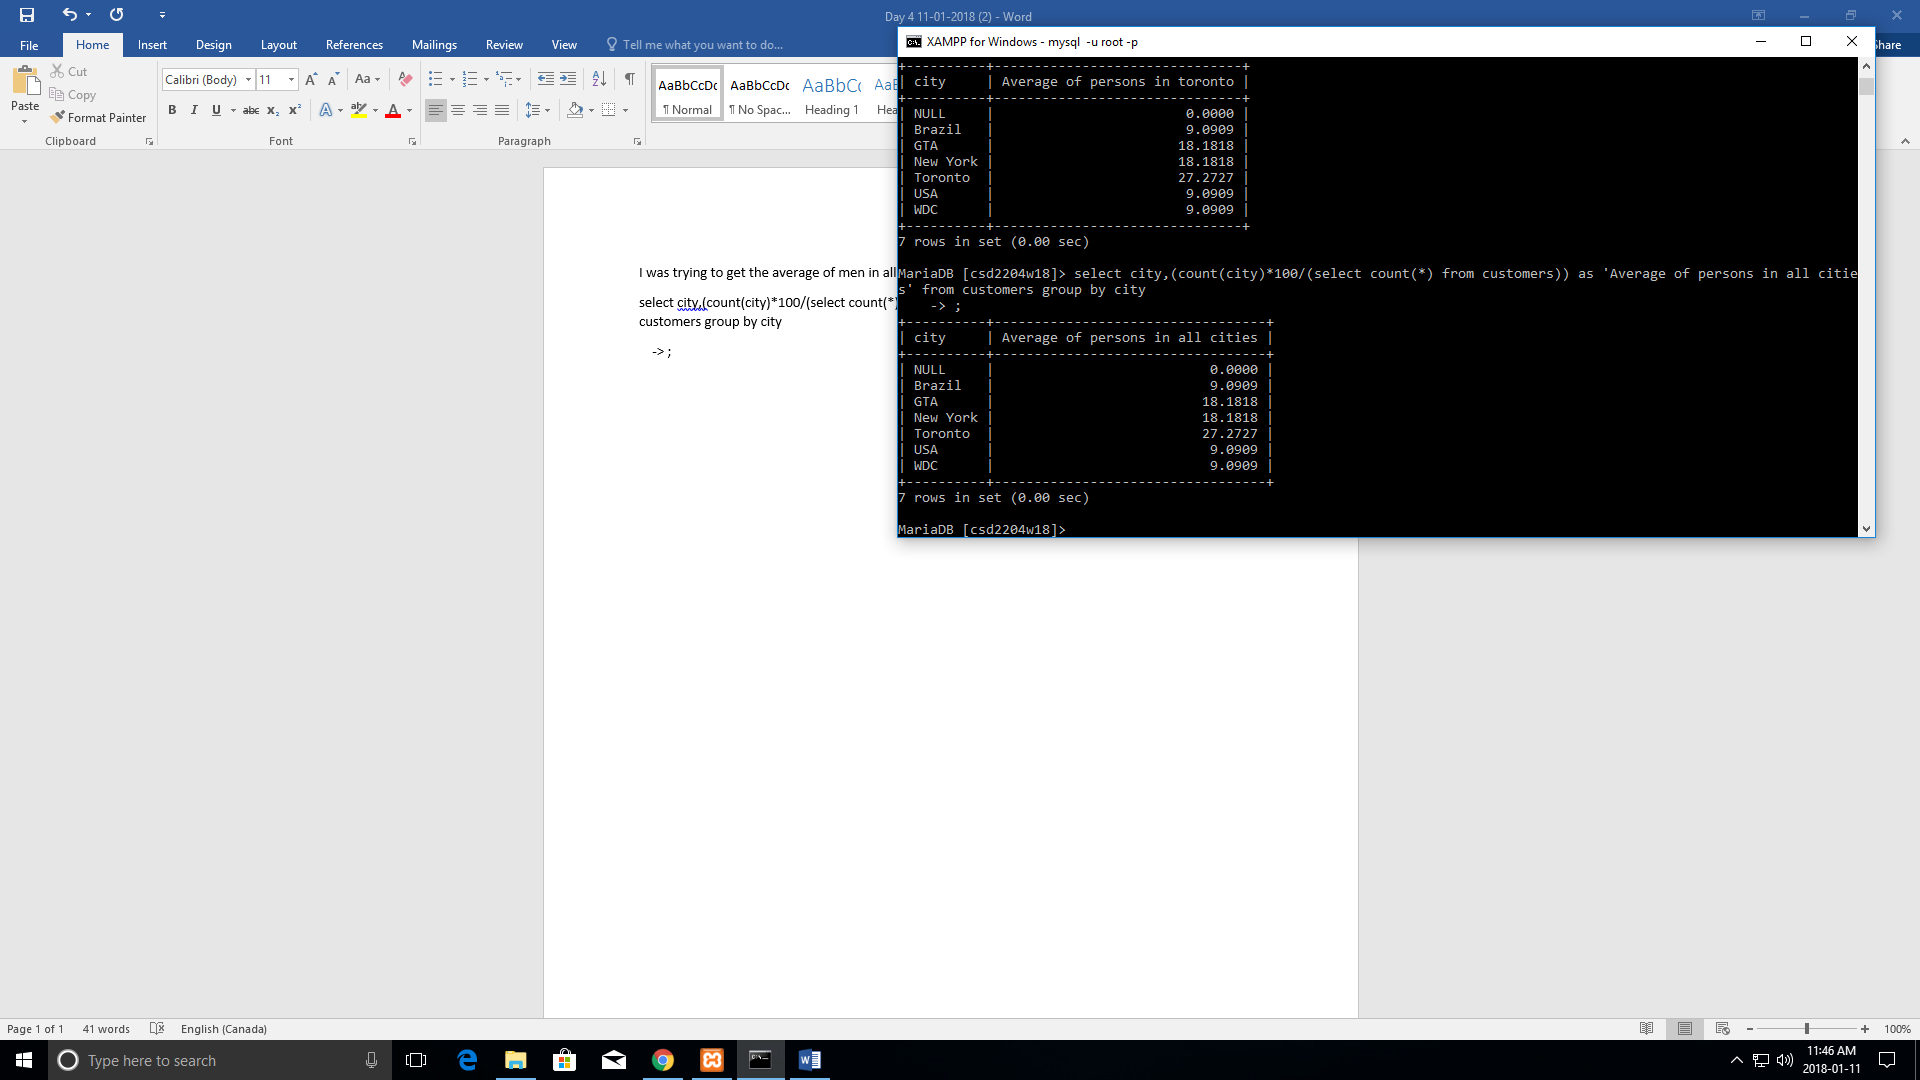 Day 4 11-01-2018 (2) - Word
File Home Insert Design Layout References Mailings Review View Tell me what you want to do... Share
Paste
Cut
Copy
Format Painter
Clipboard
Calibri (Body) 11
Font
Paragraph
AaBbCcDc AaBbCcDc AaBbCc AaB
¶ Normal ¶ No Spac... Heading 1 Hea
I was trying to get the average of men in all
select city,(count(city)*100/(select count(*)
customers group by city
-> ;
XAMPP for Windows - mysql -u root -p
+----------+-------------------------------+
| city     | Average of persons in toronto |
+----------+-------------------------------+
| NULL     |                        0.0000 |
| Brazil   |                        9.0909 |
| GTA      |                       18.1818 |
| New York |                       18.1818 |
| Toronto  |                       27.2727 |
| USA      |                        9.0909 |
| WDC      |                        9.0909 |
+----------+-------------------------------+
7 rows in set (0.00 sec)
MariaDB [csd2204w18]> select city,(count(city)*100/(select count(*) from customers)) as 'Average of persons in all citie
s' from customers group by city
    -> ;
+----------+----------------------------------+
| city     | Average of persons in all cities |
+----------+----------------------------------+
| NULL     |                           0.0000 |
| Brazil   |                           9.0909 |
| GTA      |                          18.1818 |
| New York |                          18.1818 |
| Toronto  |                          27.2727 |
| USA      |                           9.0909 |
| WDC      |                           9.0909 |
+----------+----------------------------------+
7 rows in set (0.00 sec)
MariaDB [csd2204w18]>
Page 1 of 1 41 words English (Canada) 100%
Type here to search
11:46 AM
2018-01-11